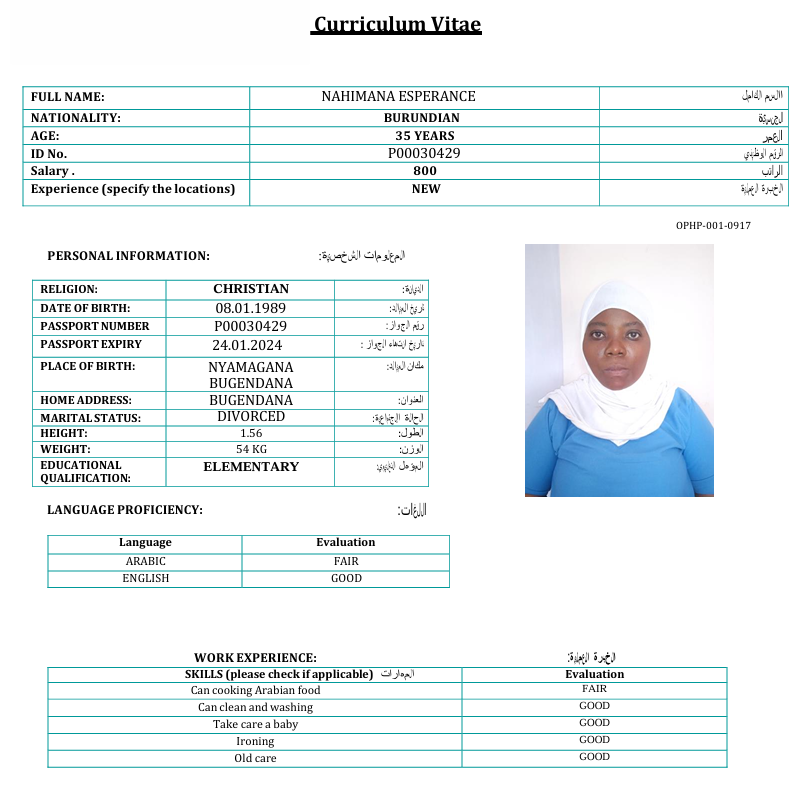 Curriculum Vitae
FULL NAME: NAHIMANA ESPERANCE الاسم الكامل
NATIONALITY: BURUNDIAN الجنسية
AGE: 35 YEARS العمر
ID No. P00030429 الرقم الوظيفي
Salary . 800 الراتب
Experience (specify the locations) NEW الخبرة العملية
OPHP-001-0917
PERSONAL INFORMATION: المعلومات الشخصية:
RELIGION: CHRISTIAN الديانة:
DATE OF BIRTH: 08.01.1989 تاريخ الميلاد:
PASSPORT NUMBER P00030429 رقم الجواز:
PASSPORT EXPIRY 24.01.2024 تاريخ انتهاء الجواز :
PLACE OF BIRTH: NYAMAGANA مكان الميلاد:
BUGENDANA
HOME ADDRESS: BUGENDANA العنوان:
MARITAL STATUS: DIVORCED الحالة الاجتماعية:
HEIGHT: 1.56 الطول:
WEIGHT: 54 KG الوزن:
EDUCATIONAL ELEMENTARY المؤهل التعليمي:
QUALIFICATION:
LANGUAGE PROFICIENCY: اللغات:
Language Evaluation
ARABIC FAIR
ENGLISH GOOD
WORK EXPERIENCE: الخبرة العملية:
SKILLS (please check if applicable) المهارات Evaluation
Can cooking Arabian food FAIR
Can clean and washing GOOD
Take care a baby GOOD
Ironing GOOD
Old care GOOD